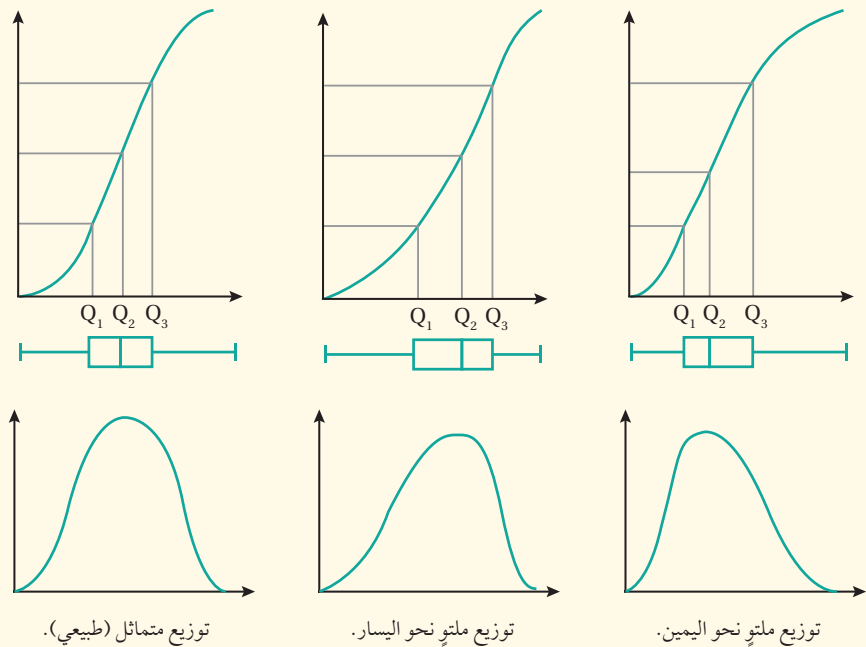 Q₁ Q₂ Q₃
Q₁ Q₂ Q₃
Q₁ Q₂ Q₃
توزيع ملتوٍ نحو اليمين.
توزيع ملتوٍ نحو اليسار.
توزيع متماثل (طبيعي).